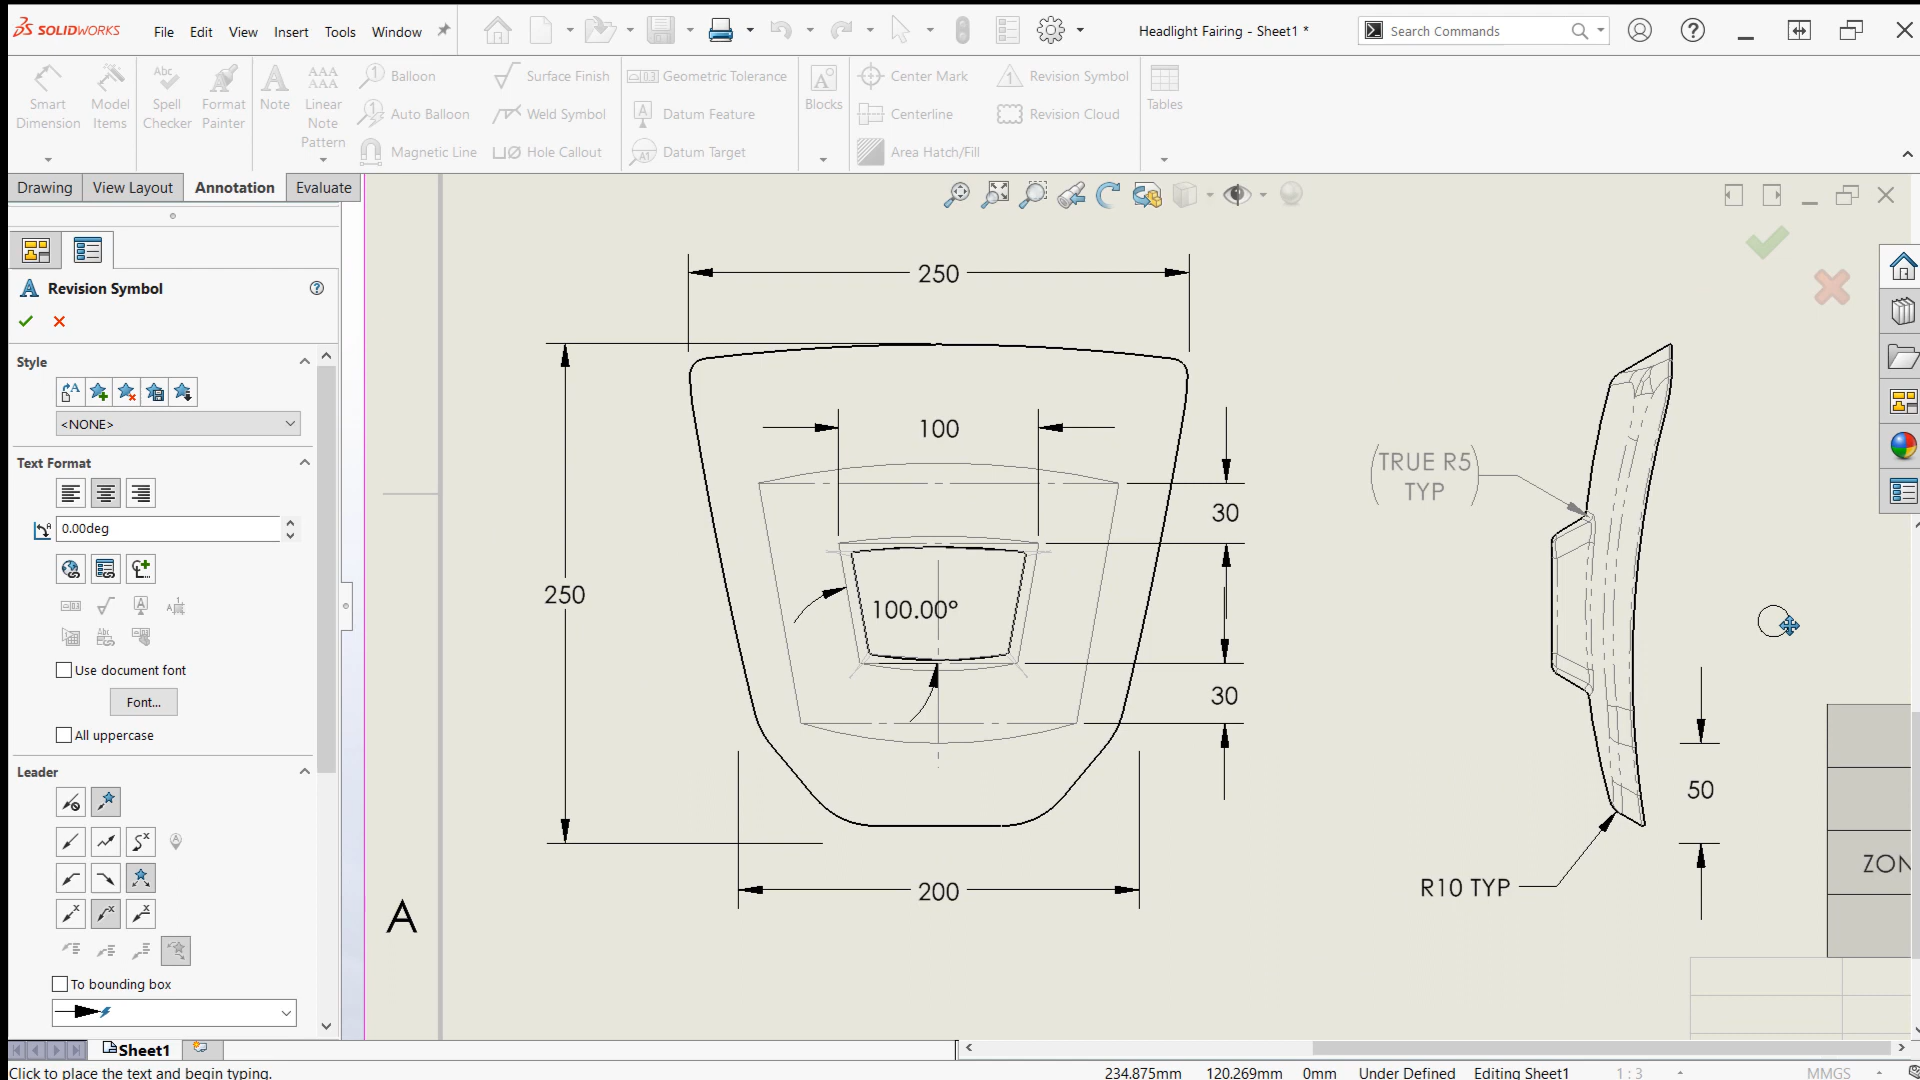 SOLIDWORKS
File Edit View Insert Tools Window
Headlight Fairing - Sheet1 *
Search Commands
Smart Dimension
Model Items
Spell Checker
Format Painter
Note
Linear Note Pattern
Balloon
Auto Balloon
Magnetic Line
Surface Finish
Weld Symbol
Hole Callout
Geometric Tolerance
Datum Feature
Datum Target
Blocks
Center Mark
Centerline
Area Hatch/Fill
Revision Symbol
Revision Cloud
Tables
Drawing View Layout Annotation Evaluate
Revision Symbol
Style
<NONE>
Text Format
0.00deg
Use document font
Font...
All uppercase
Leader
To bounding box
250
100
30
250
100.00°
30
200
A
(TRUE R5
TYP)
50
R10 TYP
ZON
Sheet1
Click to place the text and begin typing.
234.875mm 120.269mm 0mm Under Defined Editing Sheet1 1 : 3 MMGS